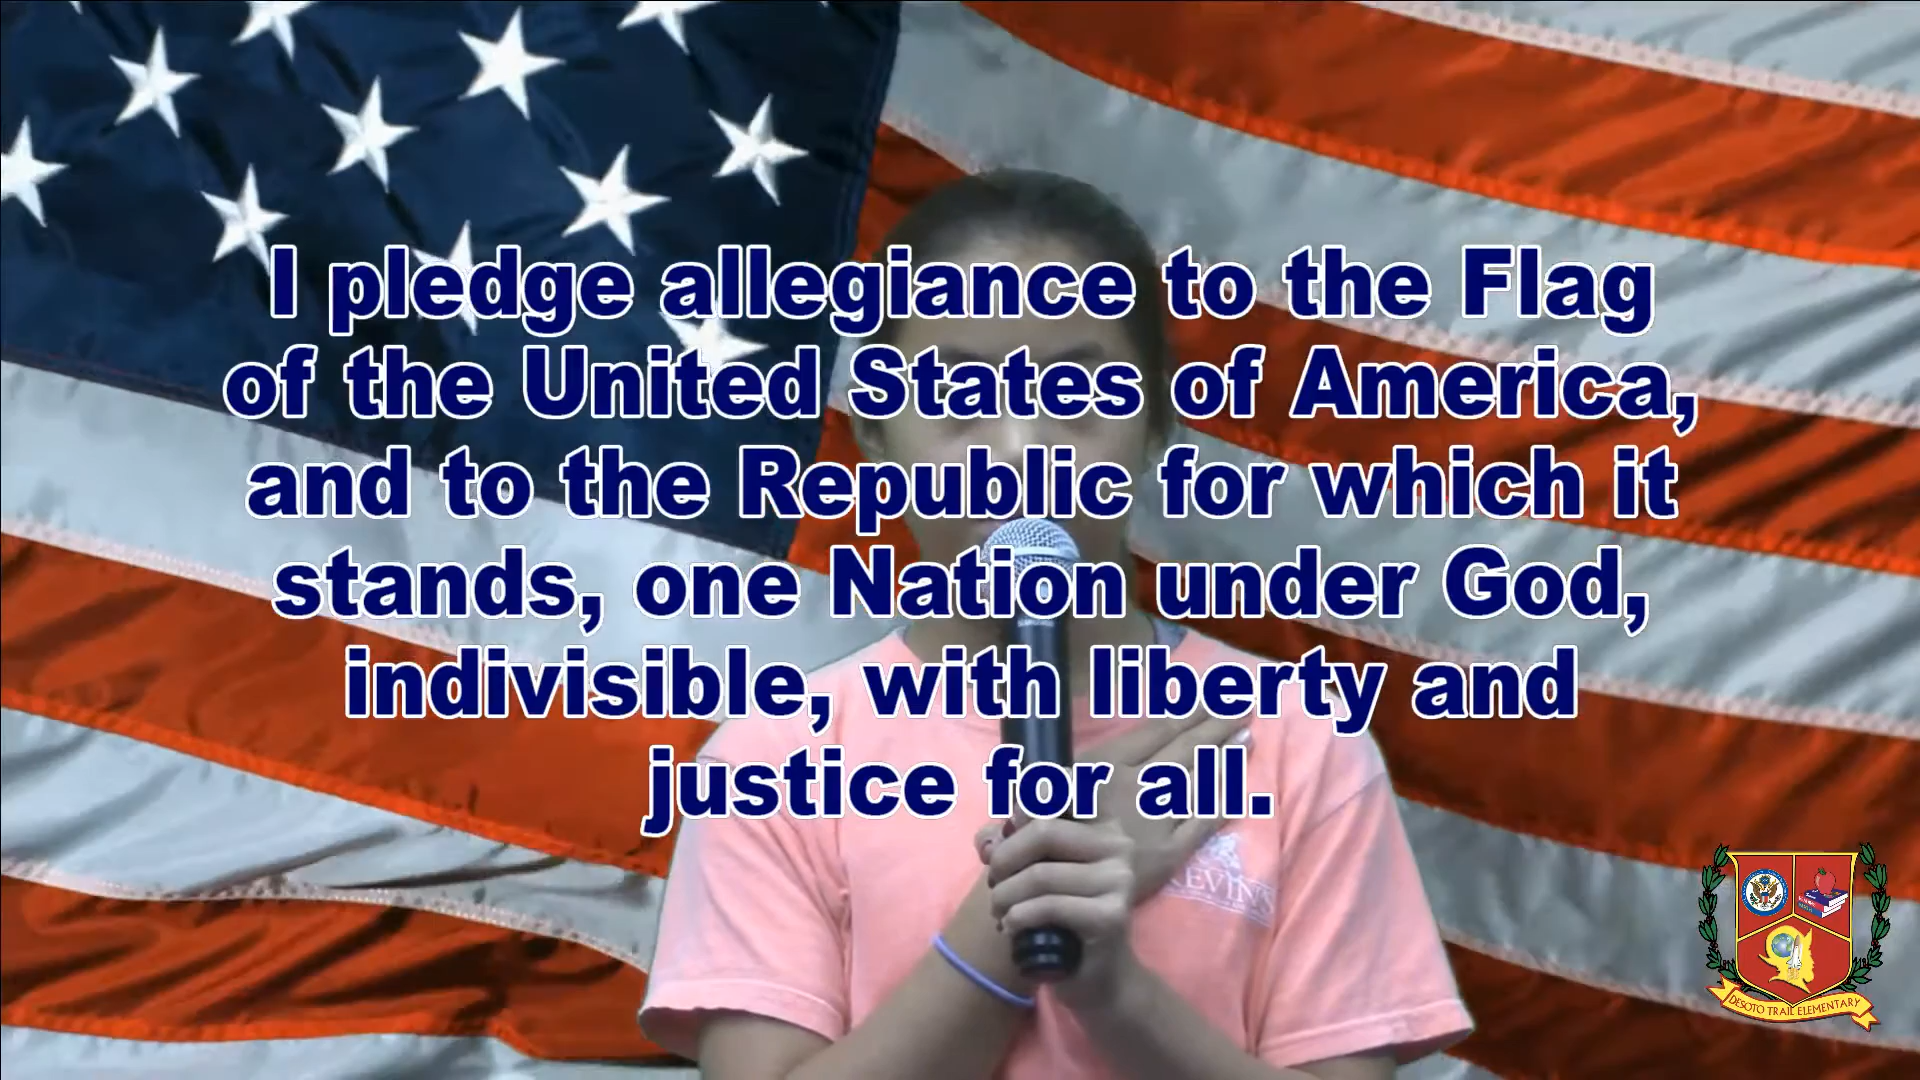 I pledge allegiance to the Flag
of the United States of America,
and to the Republic for which it
stands, one Nation under God,
indivisible, with liberty and
justice for all.
KEVIN'S
DESOTO TRAIL ELEMENTARY